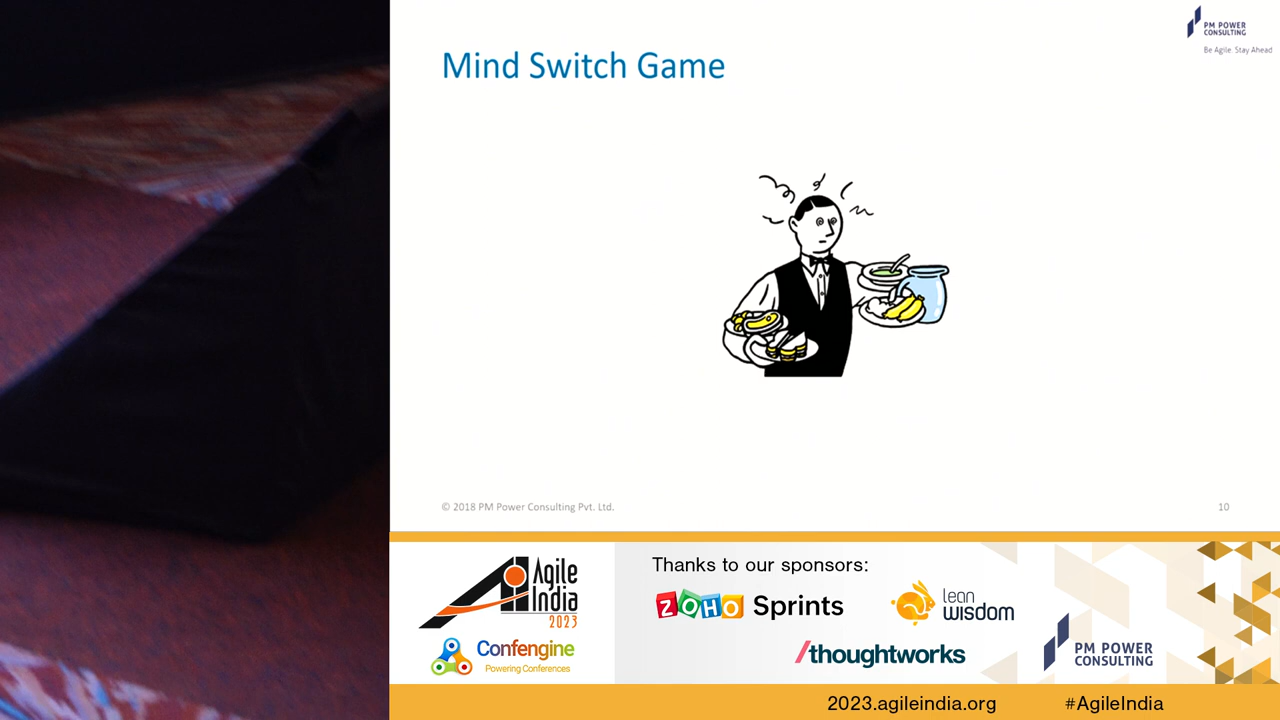 PM POWER
CONSULTING
Be Agile. Stay Ahead
Mind Switch Game
© 2018 PM Power Consulting Pvt. Ltd.
10
Agile
India
2023
Confengine
Powering Conferences
Thanks to our sponsors:
ZOHO Sprints
lean
wisdom
/thoughtworks
PM POWER
CONSULTING
2023.agileindia.org
#AgileIndia